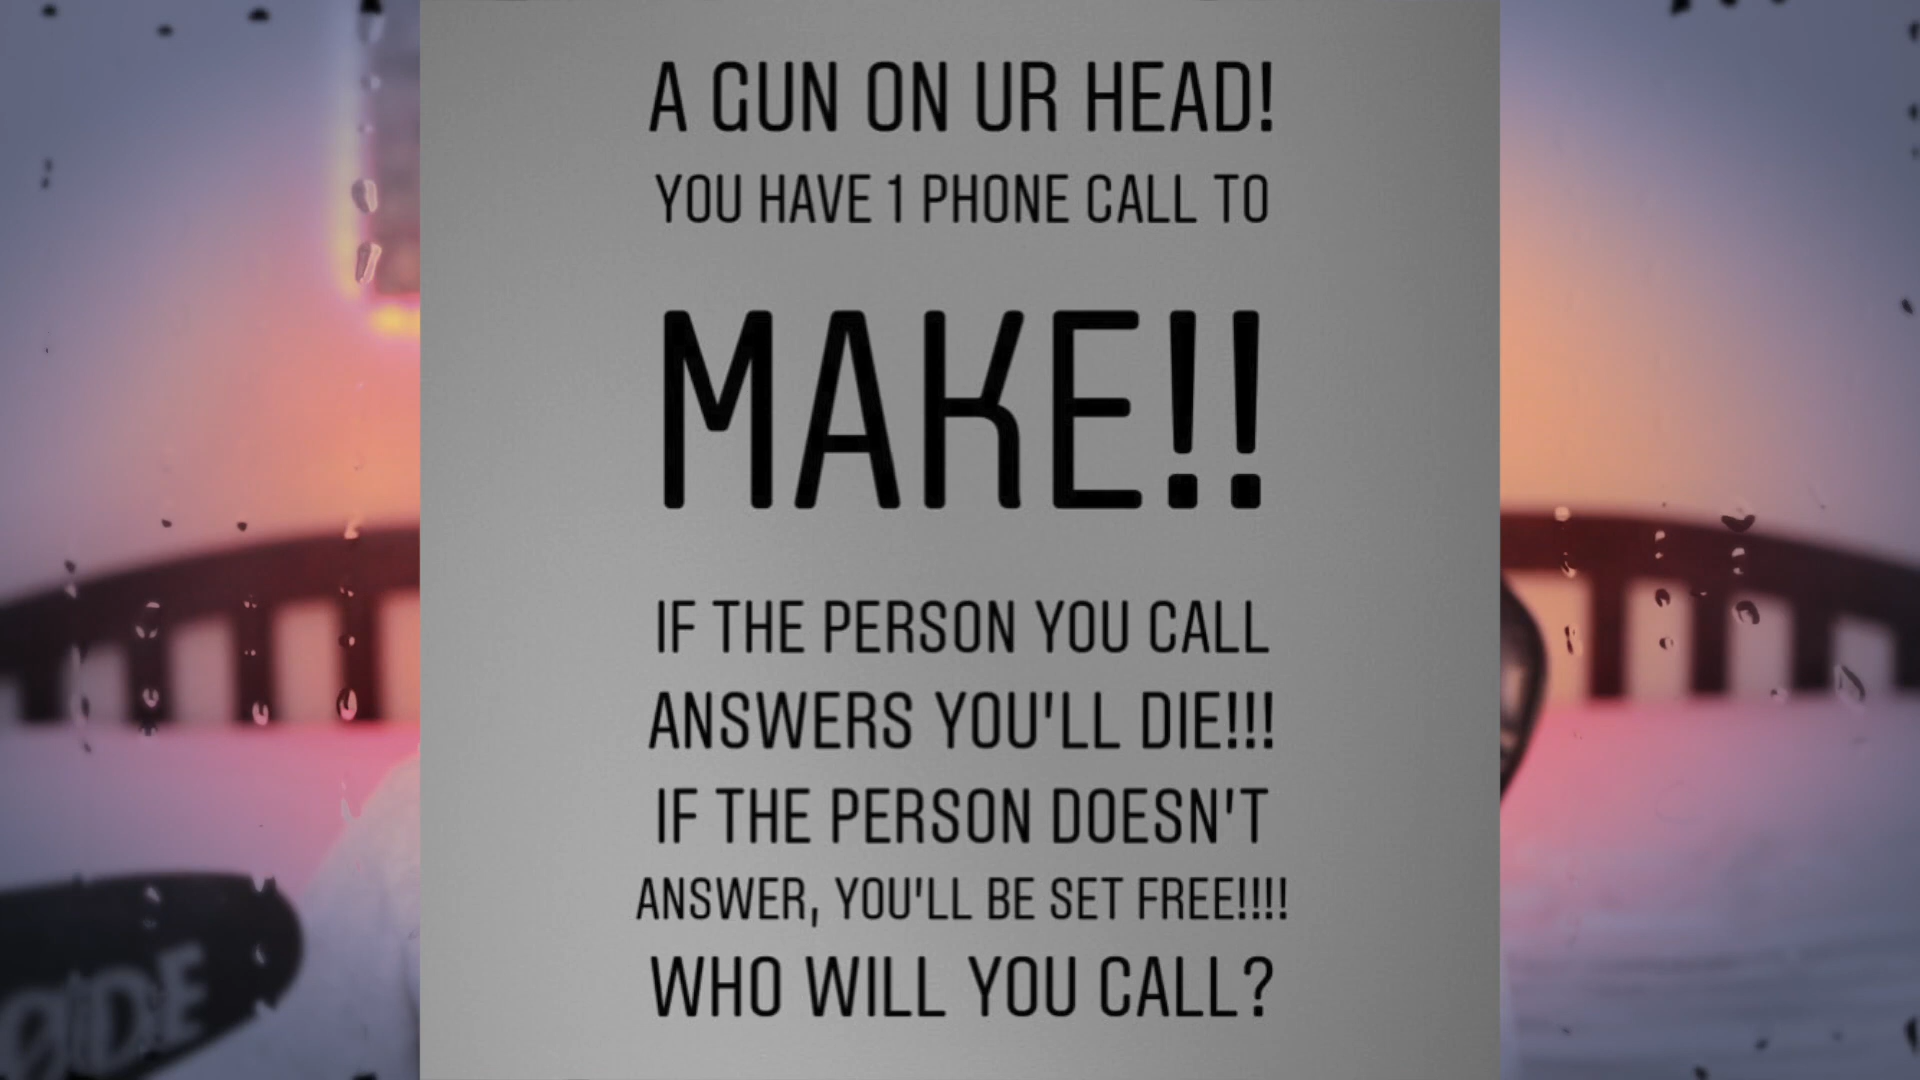 A GUN ON UR HEAD!
YOU HAVE 1 PHONE CALL TO
MAKE!!
IF THE PERSON YOU CALL
ANSWERS YOU'LL DIE!!!
IF THE PERSON DOESN'T
ANSWER, YOU'LL BE SET FREE!!!!
WHO WILL YOU CALL?